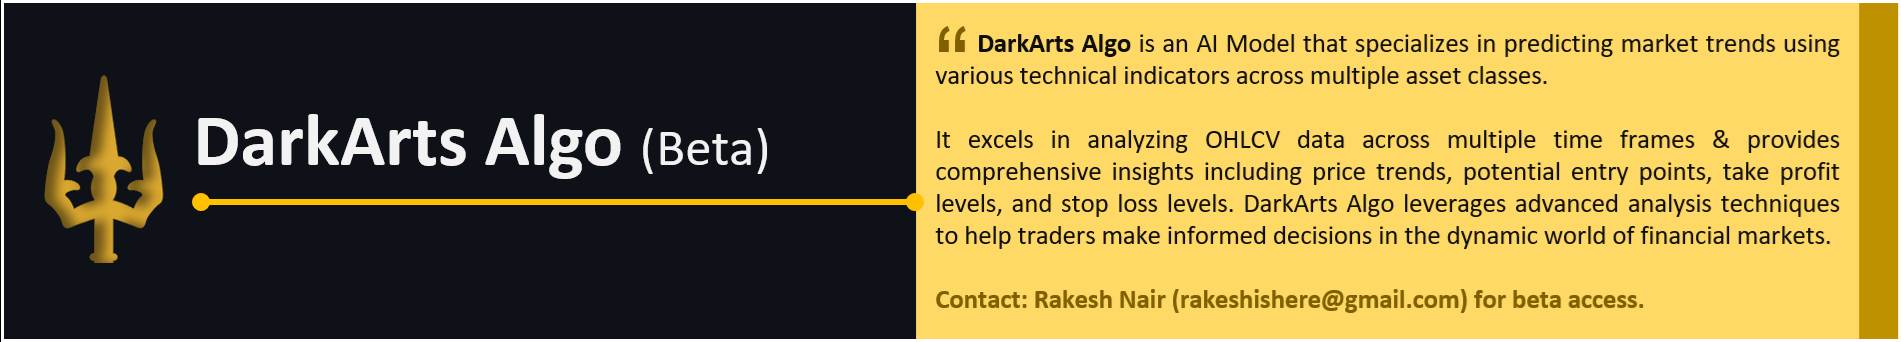 DarkArts Algo (Beta)
“ DarkArts Algo is an AI Model that specializes in predicting market trends using
various technical indicators across multiple asset classes.
It excels in analyzing OHLCV data across multiple time frames & provides
comprehensive insights including price trends, potential entry points, take profit
levels, and stop loss levels. DarkArts Algo leverages advanced analysis techniques
to help traders make informed decisions in the dynamic world of financial markets.
Contact: Rakesh Nair (rakeshishere@gmail.com) for beta access.